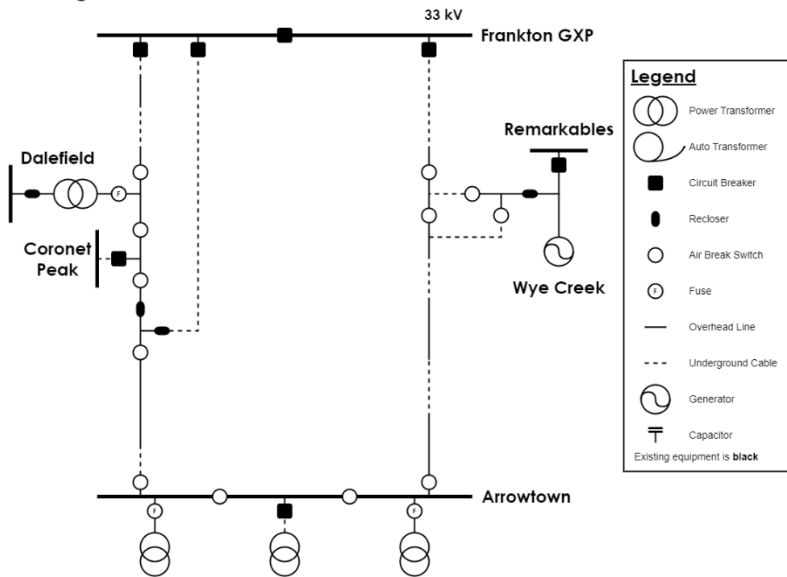 33 kV
Frankton GXP
Legend
Power Transformer
Auto Transformer
Circuit Breaker
Recloser
Air Break Switch
F
Fuse
Overhead Line
Underground Cable
Generator
Capacitor
Existing equipment is black
Remarkables
Dalefield
F
Coronet
Peak
Wye Creek
Arrowtown
F
F